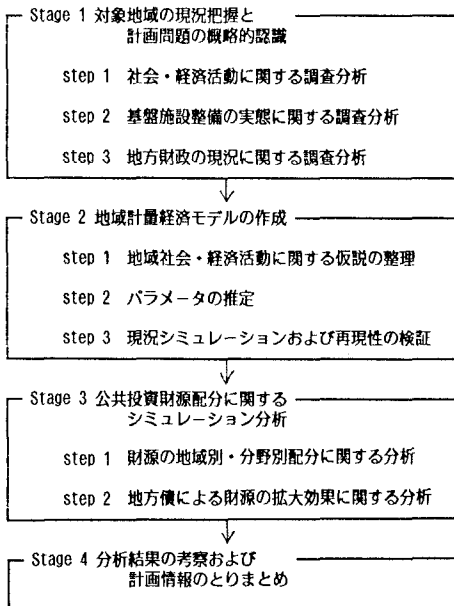 Stage 1 対象地域の現況把握と
計画問題の概略的認識
step 1 社会・経済活動に関する調査分析
step 2 基盤施設整備の実態に関する調査分析
step 3 地方財政の現況に関する調査分析
Stage 2 地域計量経済モデルの作成
step 1 地域社会・経済活動に関する仮説の整理
step 2 パラメータの推定
step 3 現況シミュレーションおよび再現性の検証
Stage 3 公共投資財源配分に関する
シミュレーション分析
step 1 財源の地域別・分野別配分に関する分析
step 2 地方債による財源の拡大効果に関する分析
Stage 4 分析結果の考察および
計画情報のとりまとめ